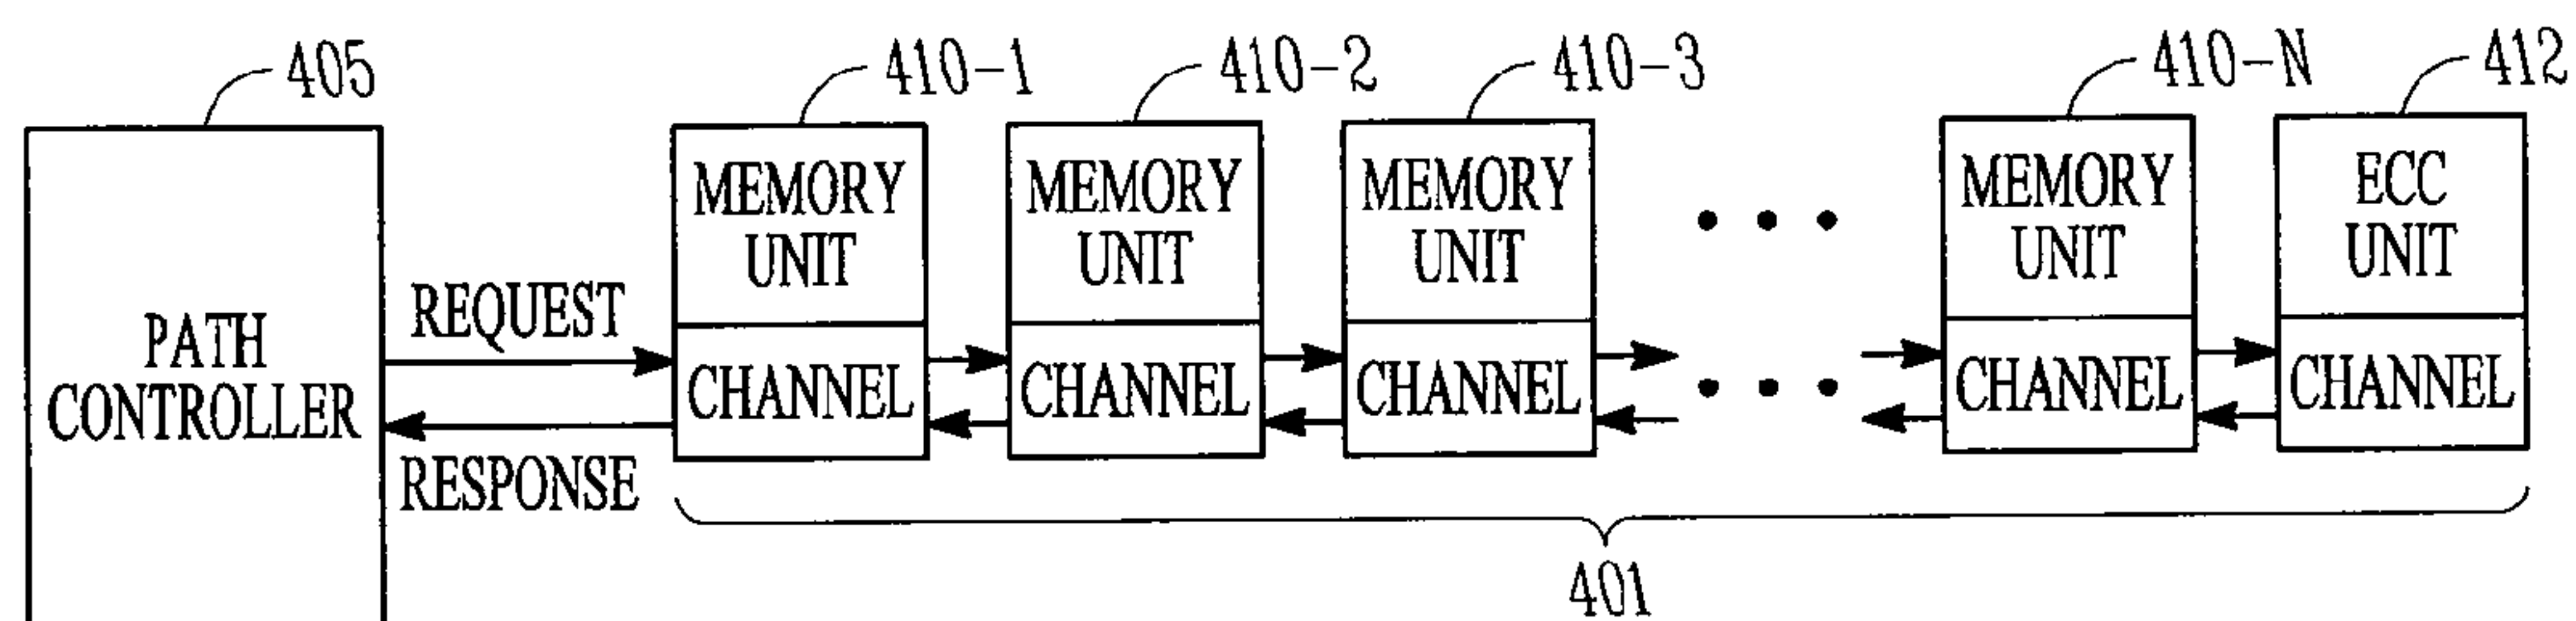 405
410-1
410-2
410-3
410-N
412
PATH
CONTROLLER
REQUEST
RESPONSE
MEMORY
UNIT
CHANNEL
MEMORY
UNIT
CHANNEL
MEMORY
UNIT
CHANNEL
MEMORY
UNIT
CHANNEL
ECC
UNIT
CHANNEL
401